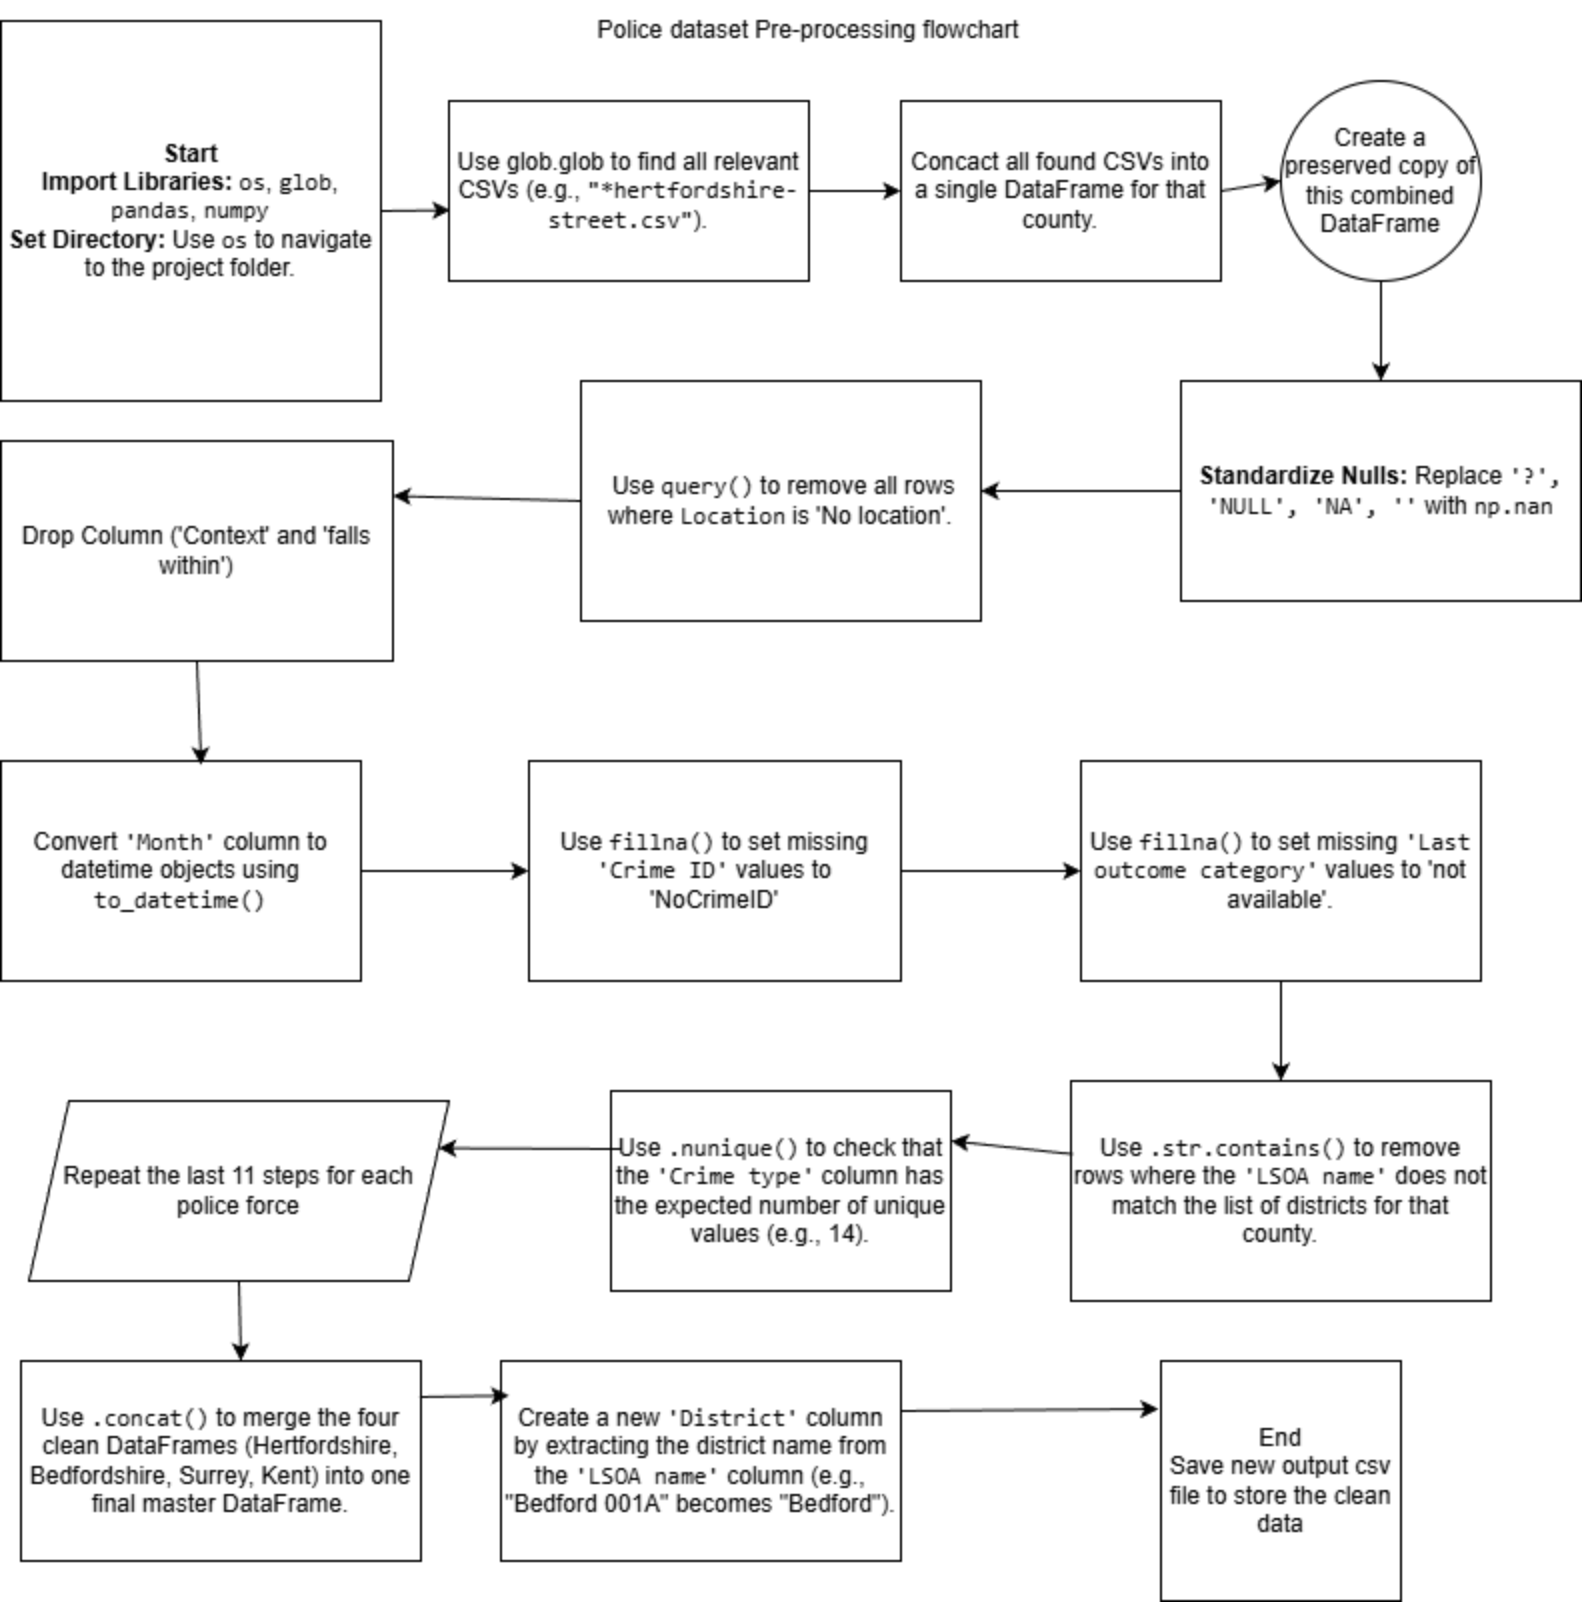 Police dataset Pre-processing flowchart
Start
Import Libraries: os, glob,
pandas, numpy
Set Directory: Use os to navigate
to the project folder.
Use glob.glob to find all relevant
CSVs (e.g., "*hertfordshire-
street.csv").
Concact all found CSVs into
a single DataFrame for that
county.
Create a
preserved copy of
this combined
DataFrame
Standardize Nulls: Replace '?',
'NULL', 'NA', '' with np.nan
Use query() to remove all rows
where Location is 'No location'.
Drop Column ('Context' and 'falls
within')
Convert 'Month' column to
datetime objects using
to_datetime()
Use fillna() to set missing
'Crime ID' values to
'NoCrimeID'
Use fillna() to set missing 'Last
outcome category' values to 'not
available'.
Use .str.contains() to remove
rows where the 'LSOA name' does not
match the list of districts for that
county.
Use .nunique() to check that
the 'Crime type' column has
the expected number of unique
values (e.g., 14).
Repeat the last 11 steps for each
police force
Use .concat() to merge the four
clean DataFrames (Hertfordshire,
Bedfordshire, Surrey, Kent) into one
final master DataFrame.
Create a new 'District' column
by extracting the district name from
the 'LSOA name' column (e.g.,
"Bedford 001A" becomes "Bedford").
End
Save new output csv
file to store the clean
data